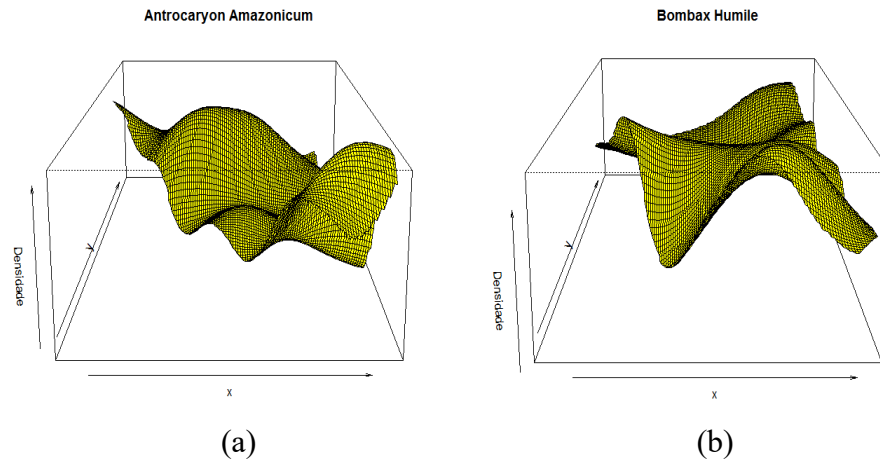 Antrocaryon Amazonicum
Densidade
y
x
(a)
Bombax Humile
Densidade
y
x
(b)